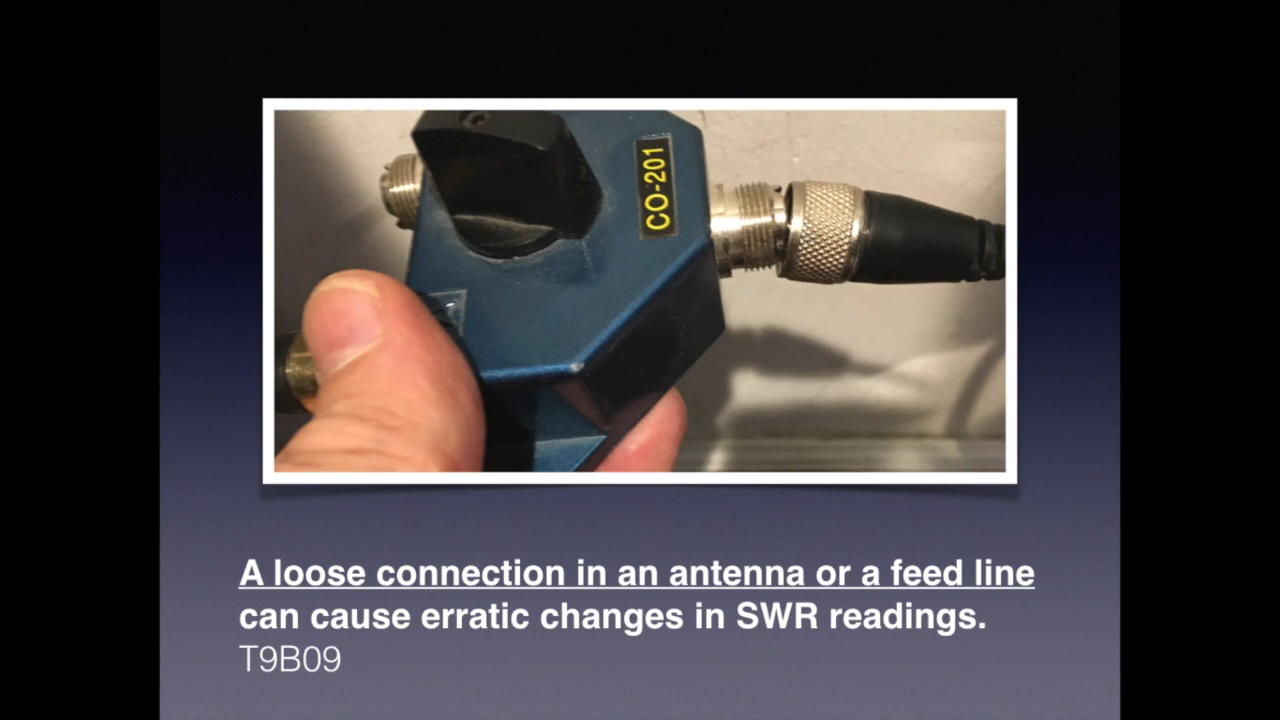 CO-201
A loose connection in an antenna or a feed line
can cause erratic changes in SWR readings.
T9B09